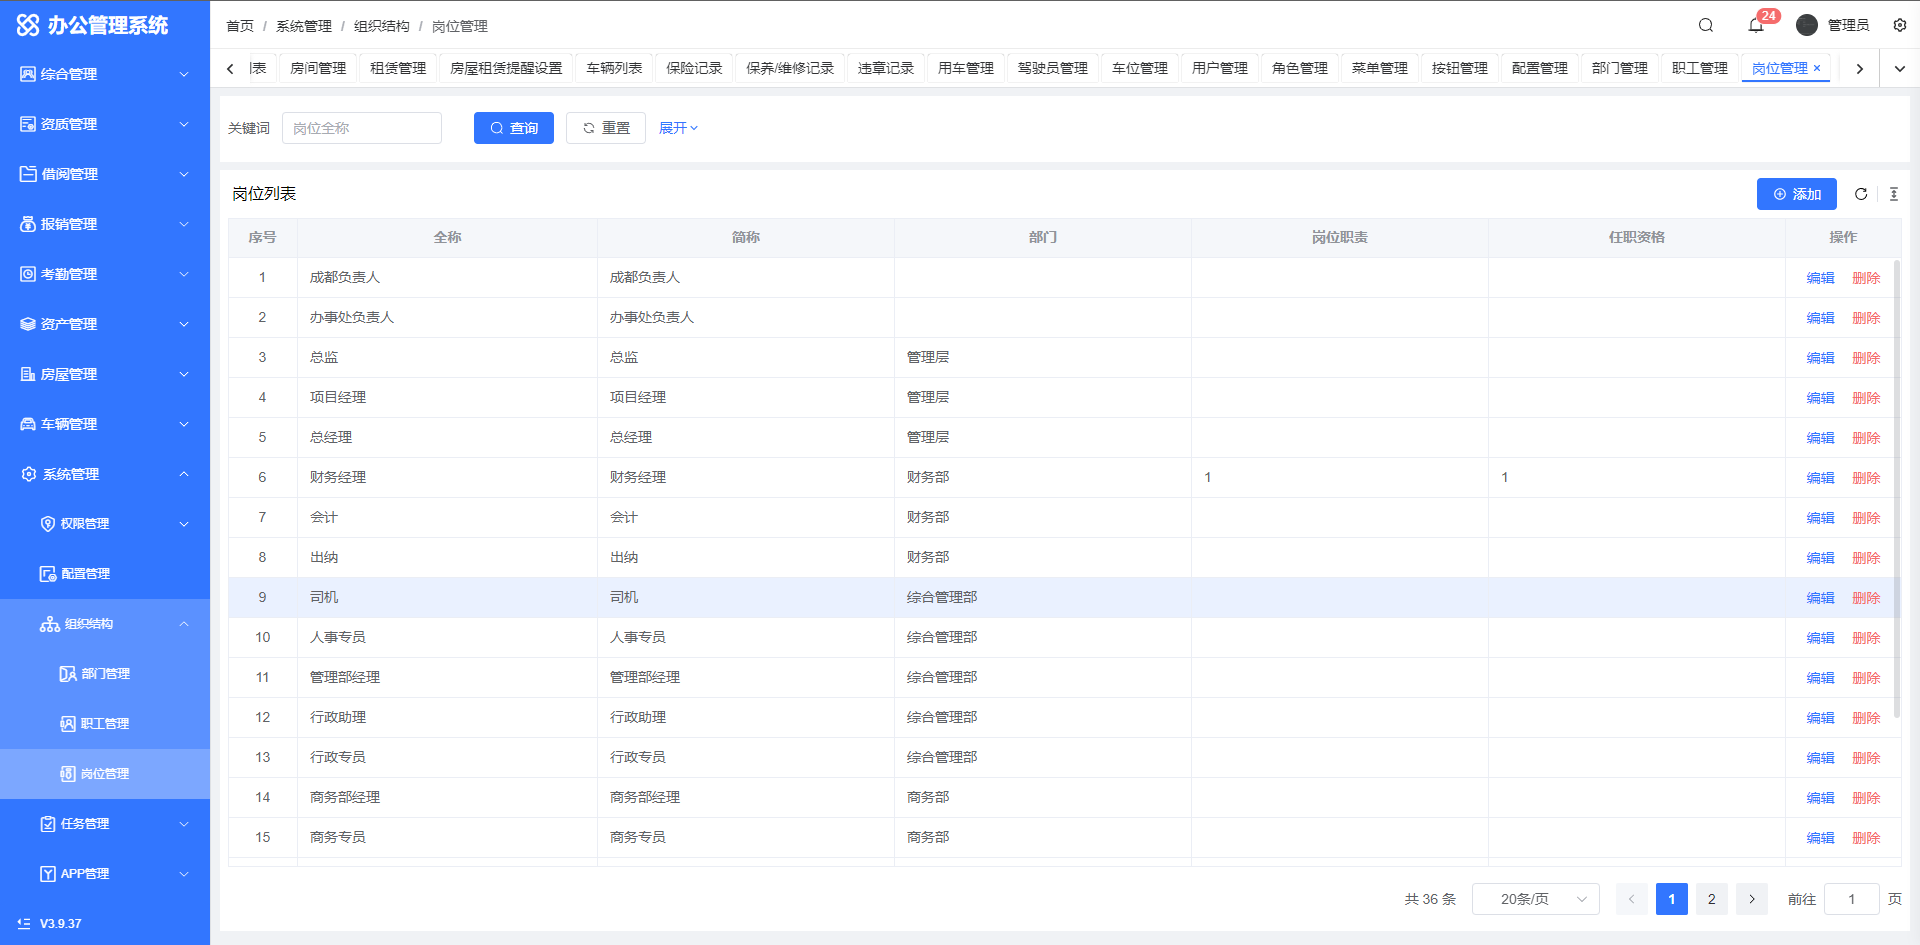 办公管理系统
综合管理
资质管理
借阅管理
报销管理
考勤管理
资产管理
房屋管理
车辆管理
系统管理
权限管理
配置管理
组织结构
部门管理
职工管理
岗位管理
任务管理
APP管理
V3.9.37
首页 / 系统管理 / 组织结构 / 岗位管理
24
管理员
表 房间管理 租赁管理 房屋租赁提醒设置 车辆列表 保险记录 保养/维修记录 违章记录 用车管理 驾驶员管理 车位管理 用户管理 角色管理 菜单管理 按钮管理 配置管理 部门管理 职工管理 岗位管理 ×
关键词 岗位全称 查询 重置 展开
岗位列表 添加
序号 全称 简称 部门 岗位职责 任职资格 操作
1 成都负责人 成都负责人 编辑 删除
2 办事处负责人 办事处负责人 编辑 删除
3 总监 总监 管理层 编辑 删除
4 项目经理 项目经理 管理层 编辑 删除
5 总经理 总经理 管理层 编辑 删除
6 财务经理 财务经理 财务部 1 1 编辑 删除
7 会计 会计 财务部 编辑 删除
8 出纳 出纳 财务部 编辑 删除
9 司机 司机 综合管理部 编辑 删除
10 人事专员 人事专员 综合管理部 编辑 删除
11 管理部经理 管理部经理 综合管理部 编辑 删除
12 行政助理 行政助理 综合管理部 编辑 删除
13 行政专员 行政专员 综合管理部 编辑 删除
14 商务部经理 商务部经理 商务部 编辑 删除
15 商务专员 商务专员 商务部 编辑 删除
共 36 条 20条/页 1 2 前往 1 页